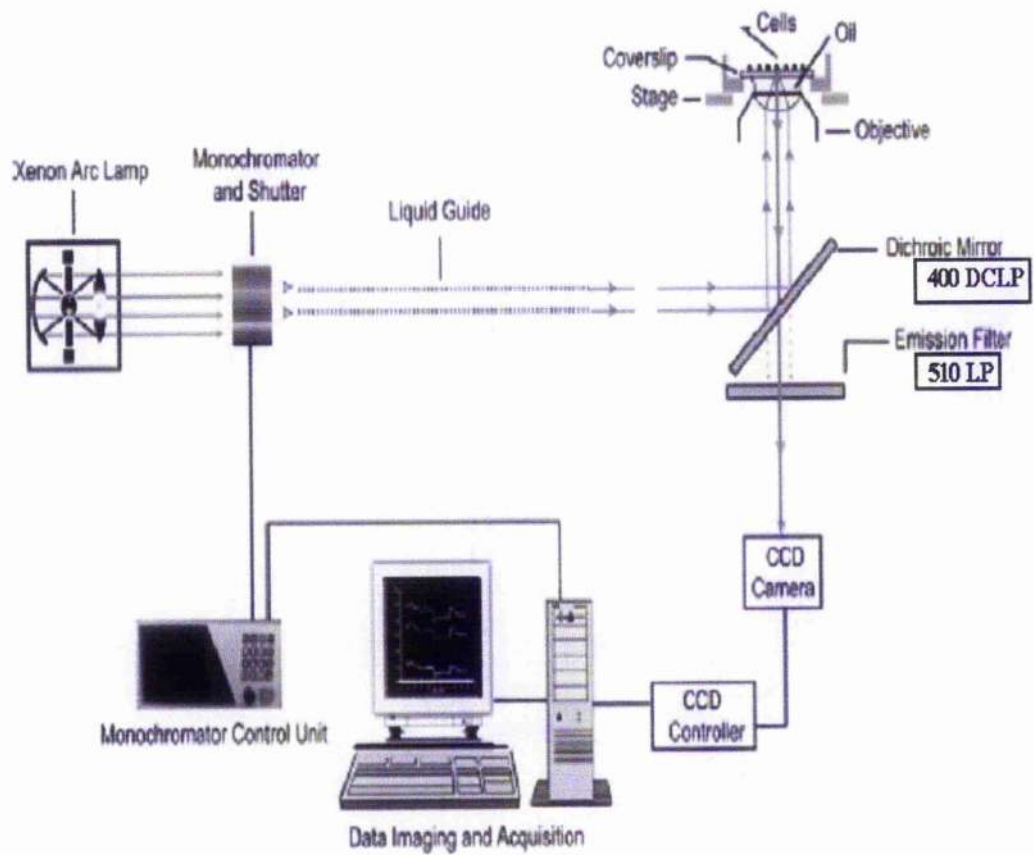 Cells
Oil
Coverslip
Stage
Objective
Xenon Arc Lamp
Monochromator
and Shutter
Liquid Guide
Dichroic Mirror
400 DCLP
Emission Filter
510 LP
CCD
Camera
CCD
Controller
Monochromator Control Unit
Data Imaging and Acquisition